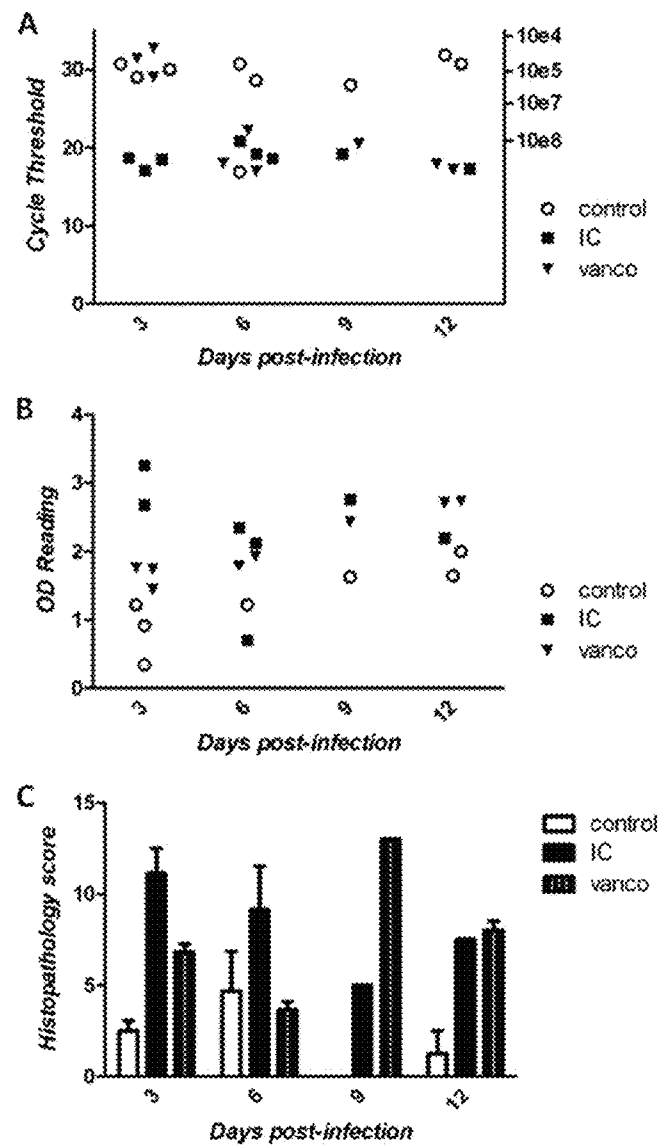 A
Cycle Threshold
30
20
10
0
10e4
10e5
10e7
10e8
3 6 9 12
Days post-infection
control
IC
vanco
B
OD Reading
4
3
2
1
0
3 6 9 12
Days post-infection
control
IC
vanco
C
Histopathology score
15
10
5
0
3 6 9 12
Days post-infection
control
IC
vanco